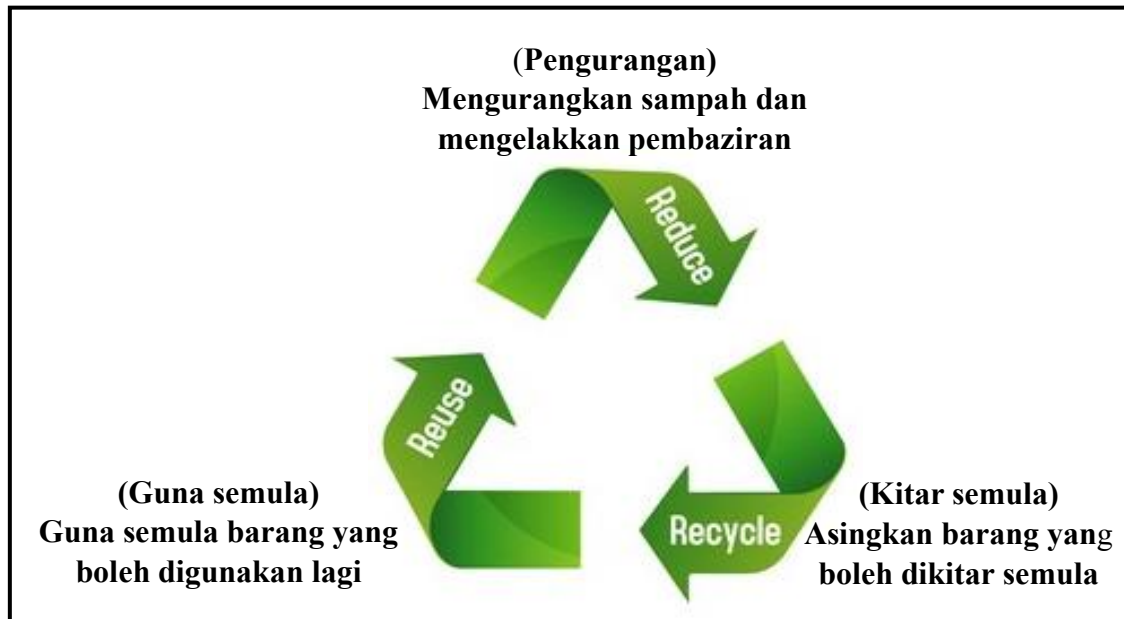 (Pengurangan)
Mengurangkan sampah dan
mengelakkan pembaziran
Reduce
Reuse
Recycle
(Guna semula)
Guna semula barang yang
boleh digunakan lagi
(Kitar semula)
Asingkan barang yang
boleh dikitar semula